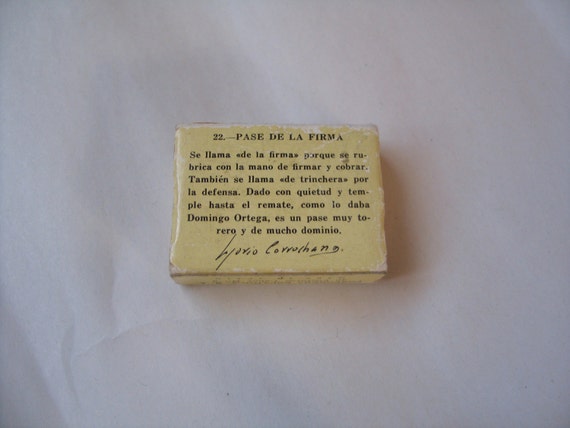 22.—PASE DE LA FIRMA
Se llama «de la firma» porque se ru-
brica con la mano de firmar y cobrar.
También se llama «de trinchera» por
la defensa. Dado con quietud y tem-
ple hasta el remate, como lo daba
Domingo Ortega, es un pase muy to-
rero y de mucho dominio.
Gregorio Corrochano.